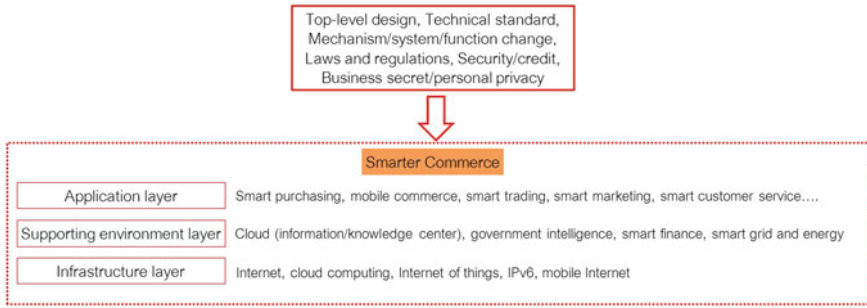 Top-level design, Technical standard,
Mechanism/system/function change,
Laws and regulations, Security/credit,
Business secret/personal privacy
Smarter Commerce
Application layer Smart purchasing, mobile commerce, smart trading, smart marketing, smart customer service....
Supporting environment layer Cloud (information/knowledge center), government intelligence, smart finance, smart grid and energy
Infrastructure layer Internet, cloud computing, Internet of things, IPv6, mobile Internet